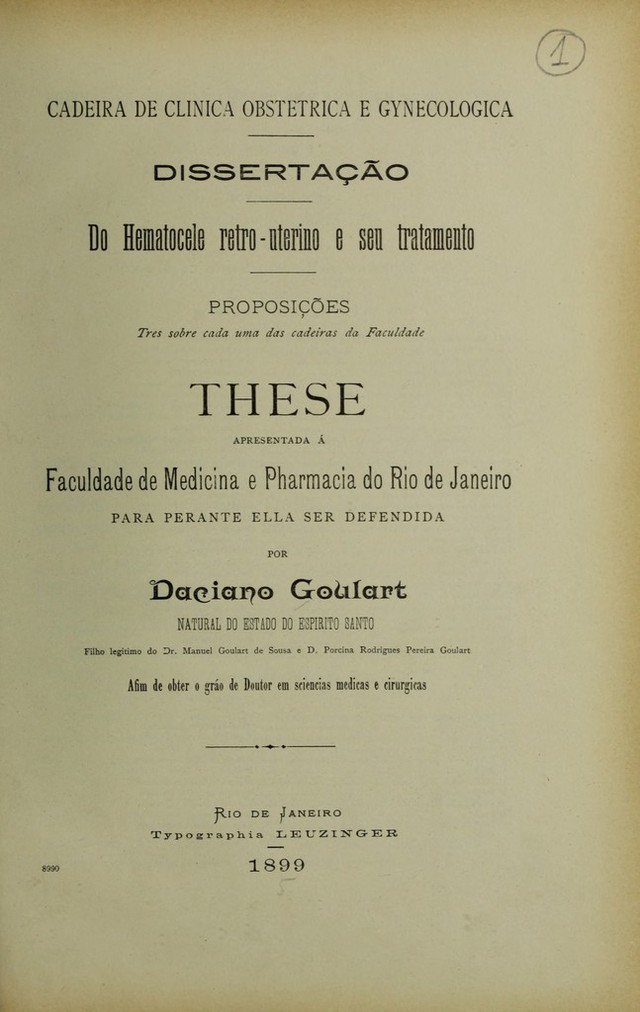 1
CADEIRA DE CLINICA OBSTETRICA E GYNECOLOGICA
DISSERTAÇÃO
Do Hematocele retro-uterino e seu tratamento
PROPOSIÇÕES
Tres sobre cada uma das cadeiras da Faculdade
THESE
APRESENTADA Á
Faculdade de Medicina e Pharmacia do Rio de Janeiro
PARA PERANTE ELLA SER DEFENDIDA
POR
Daciano Goulart
NATURAL DO ESTADO DO ESPIRITO SANTO
Filho legitimo do Dr. Manuel Goulart de Sousa e D. Porcina Rodrigues Pereira Goulart
Afim de obter o gráo de Doutor em sciencias medicas e cirurgicas
RIO DE JANEIRO
Typographia LEUZINGER
1899
8990